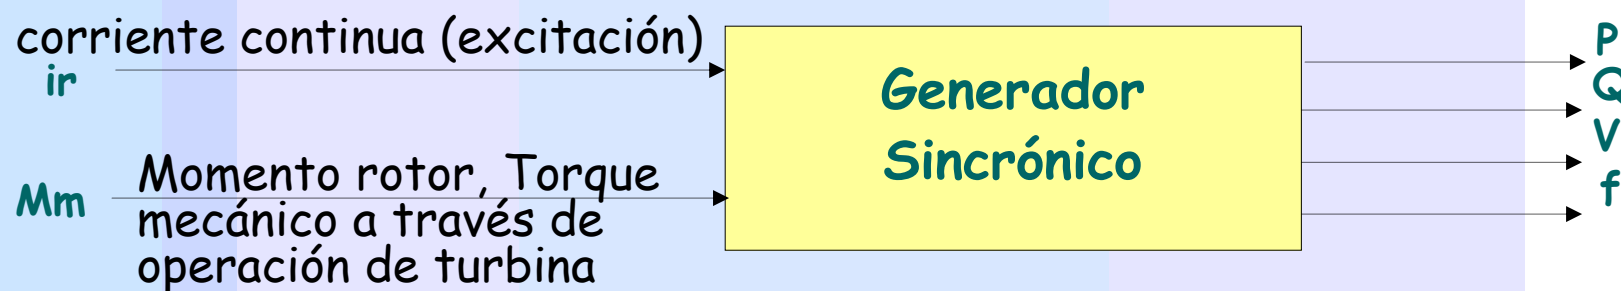 corriente continua (excitación)
ir
Momento rotor, Torque
mecánico a través de
operación de turbina
Mm
Generador
Sincrónico
P
Q
V
f